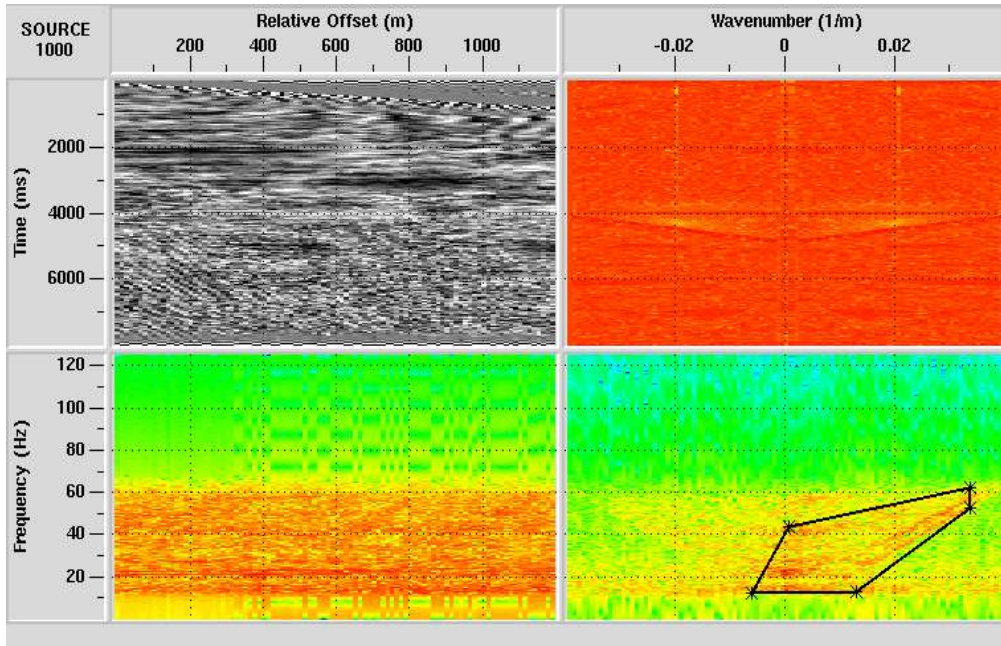 SOURCE
1000
Relative Offset (m)
200 400 600 800 1000
Wavenumber (1/m)
-0.02 0 0.02
Time (ms)
2000
4000
6000
Frequency (Hz)
120
100
80
60
40
20